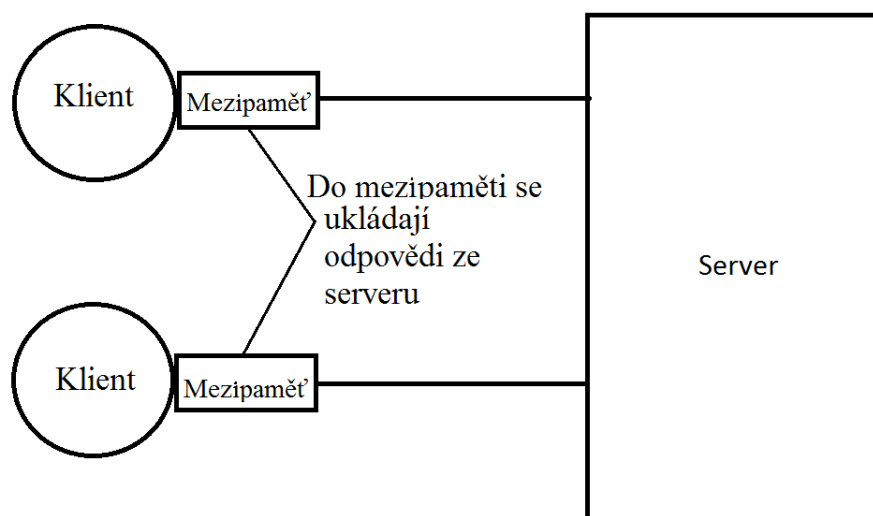 Klient
Mezipaměť
Do mezipaměti se
ukládají
odpovědi ze
serveru
Server
Klient
Mezipaměť